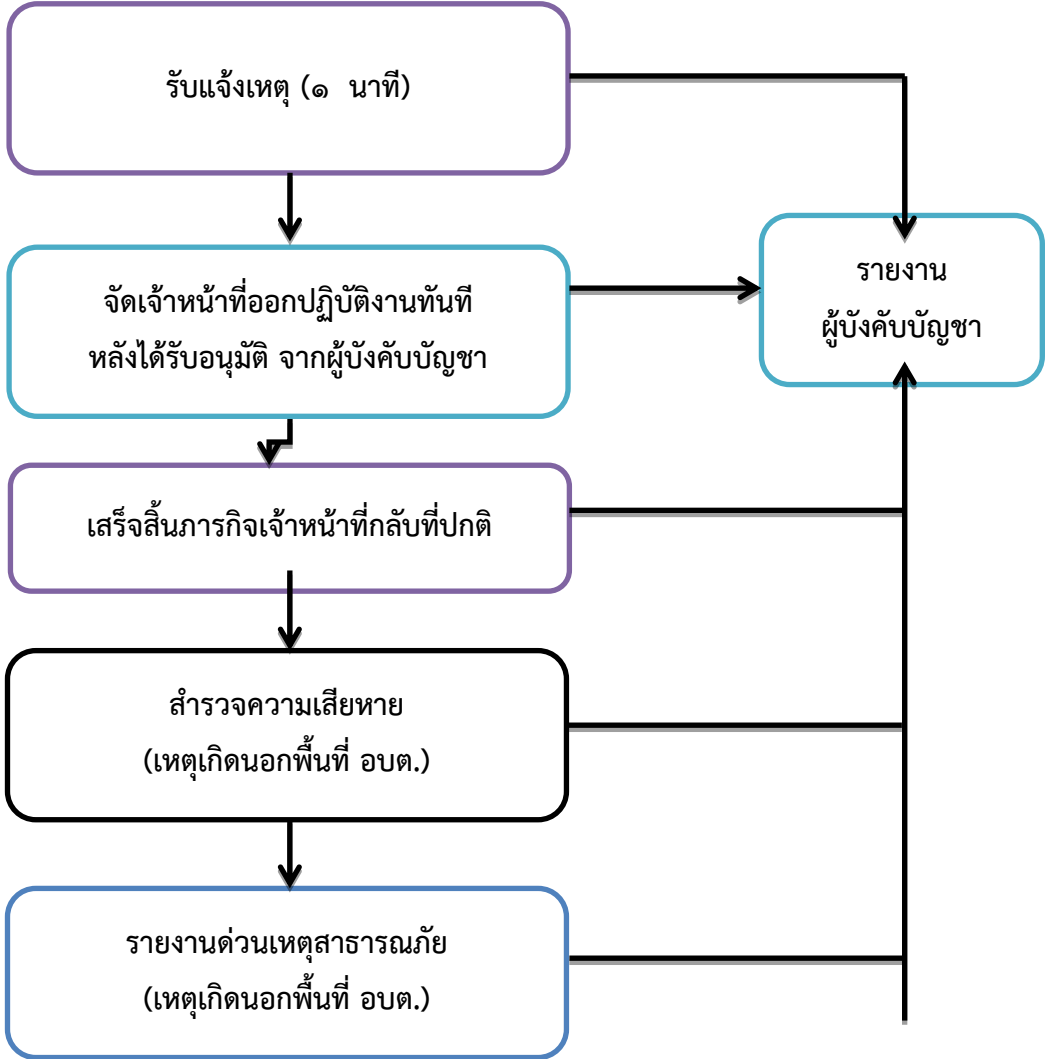 รับแจ้งเหตุ (๑ นาที)
จัดเจ้าหน้าที่ออกปฏิบัติงานทันที
หลังได้รับอนุมัติ จากผู้บังคับบัญชา
รายงาน
ผู้บังคับบัญชา
เสร็จสิ้นภารกิจเจ้าหน้าที่กลับที่ปกติ
สำรวจความเสียหาย
(เหตุเกิดนอกพื้นที่ อบต.)
รายงานด่วนเหตุสาธารณภัย
(เหตุเกิดนอกพื้นที่ อบต.)